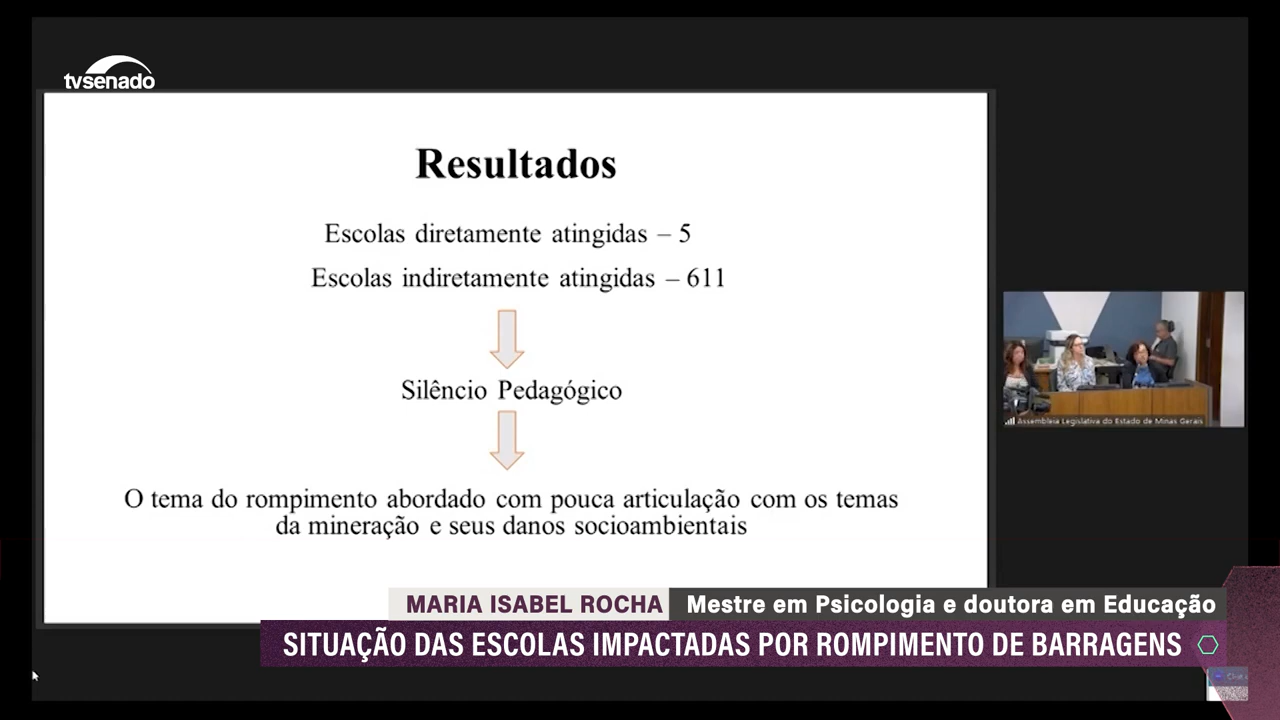 tvsenado
Resultados
Escolas diretamente atingidas – 5
Escolas indiretamente atingidas – 611
Silêncio Pedagógico
O tema do rompimento abordado com pouca articulação com os temas
da mineração e seus danos socioambientais
Assembleia Legislativa do Estado de Minas Gerais
MARIA ISABEL ROCHA Mestre em Psicologia e doutora em Educação
SITUAÇÃO DAS ESCOLAS IMPACTADAS POR ROMPIMENTO DE BARRAGENS